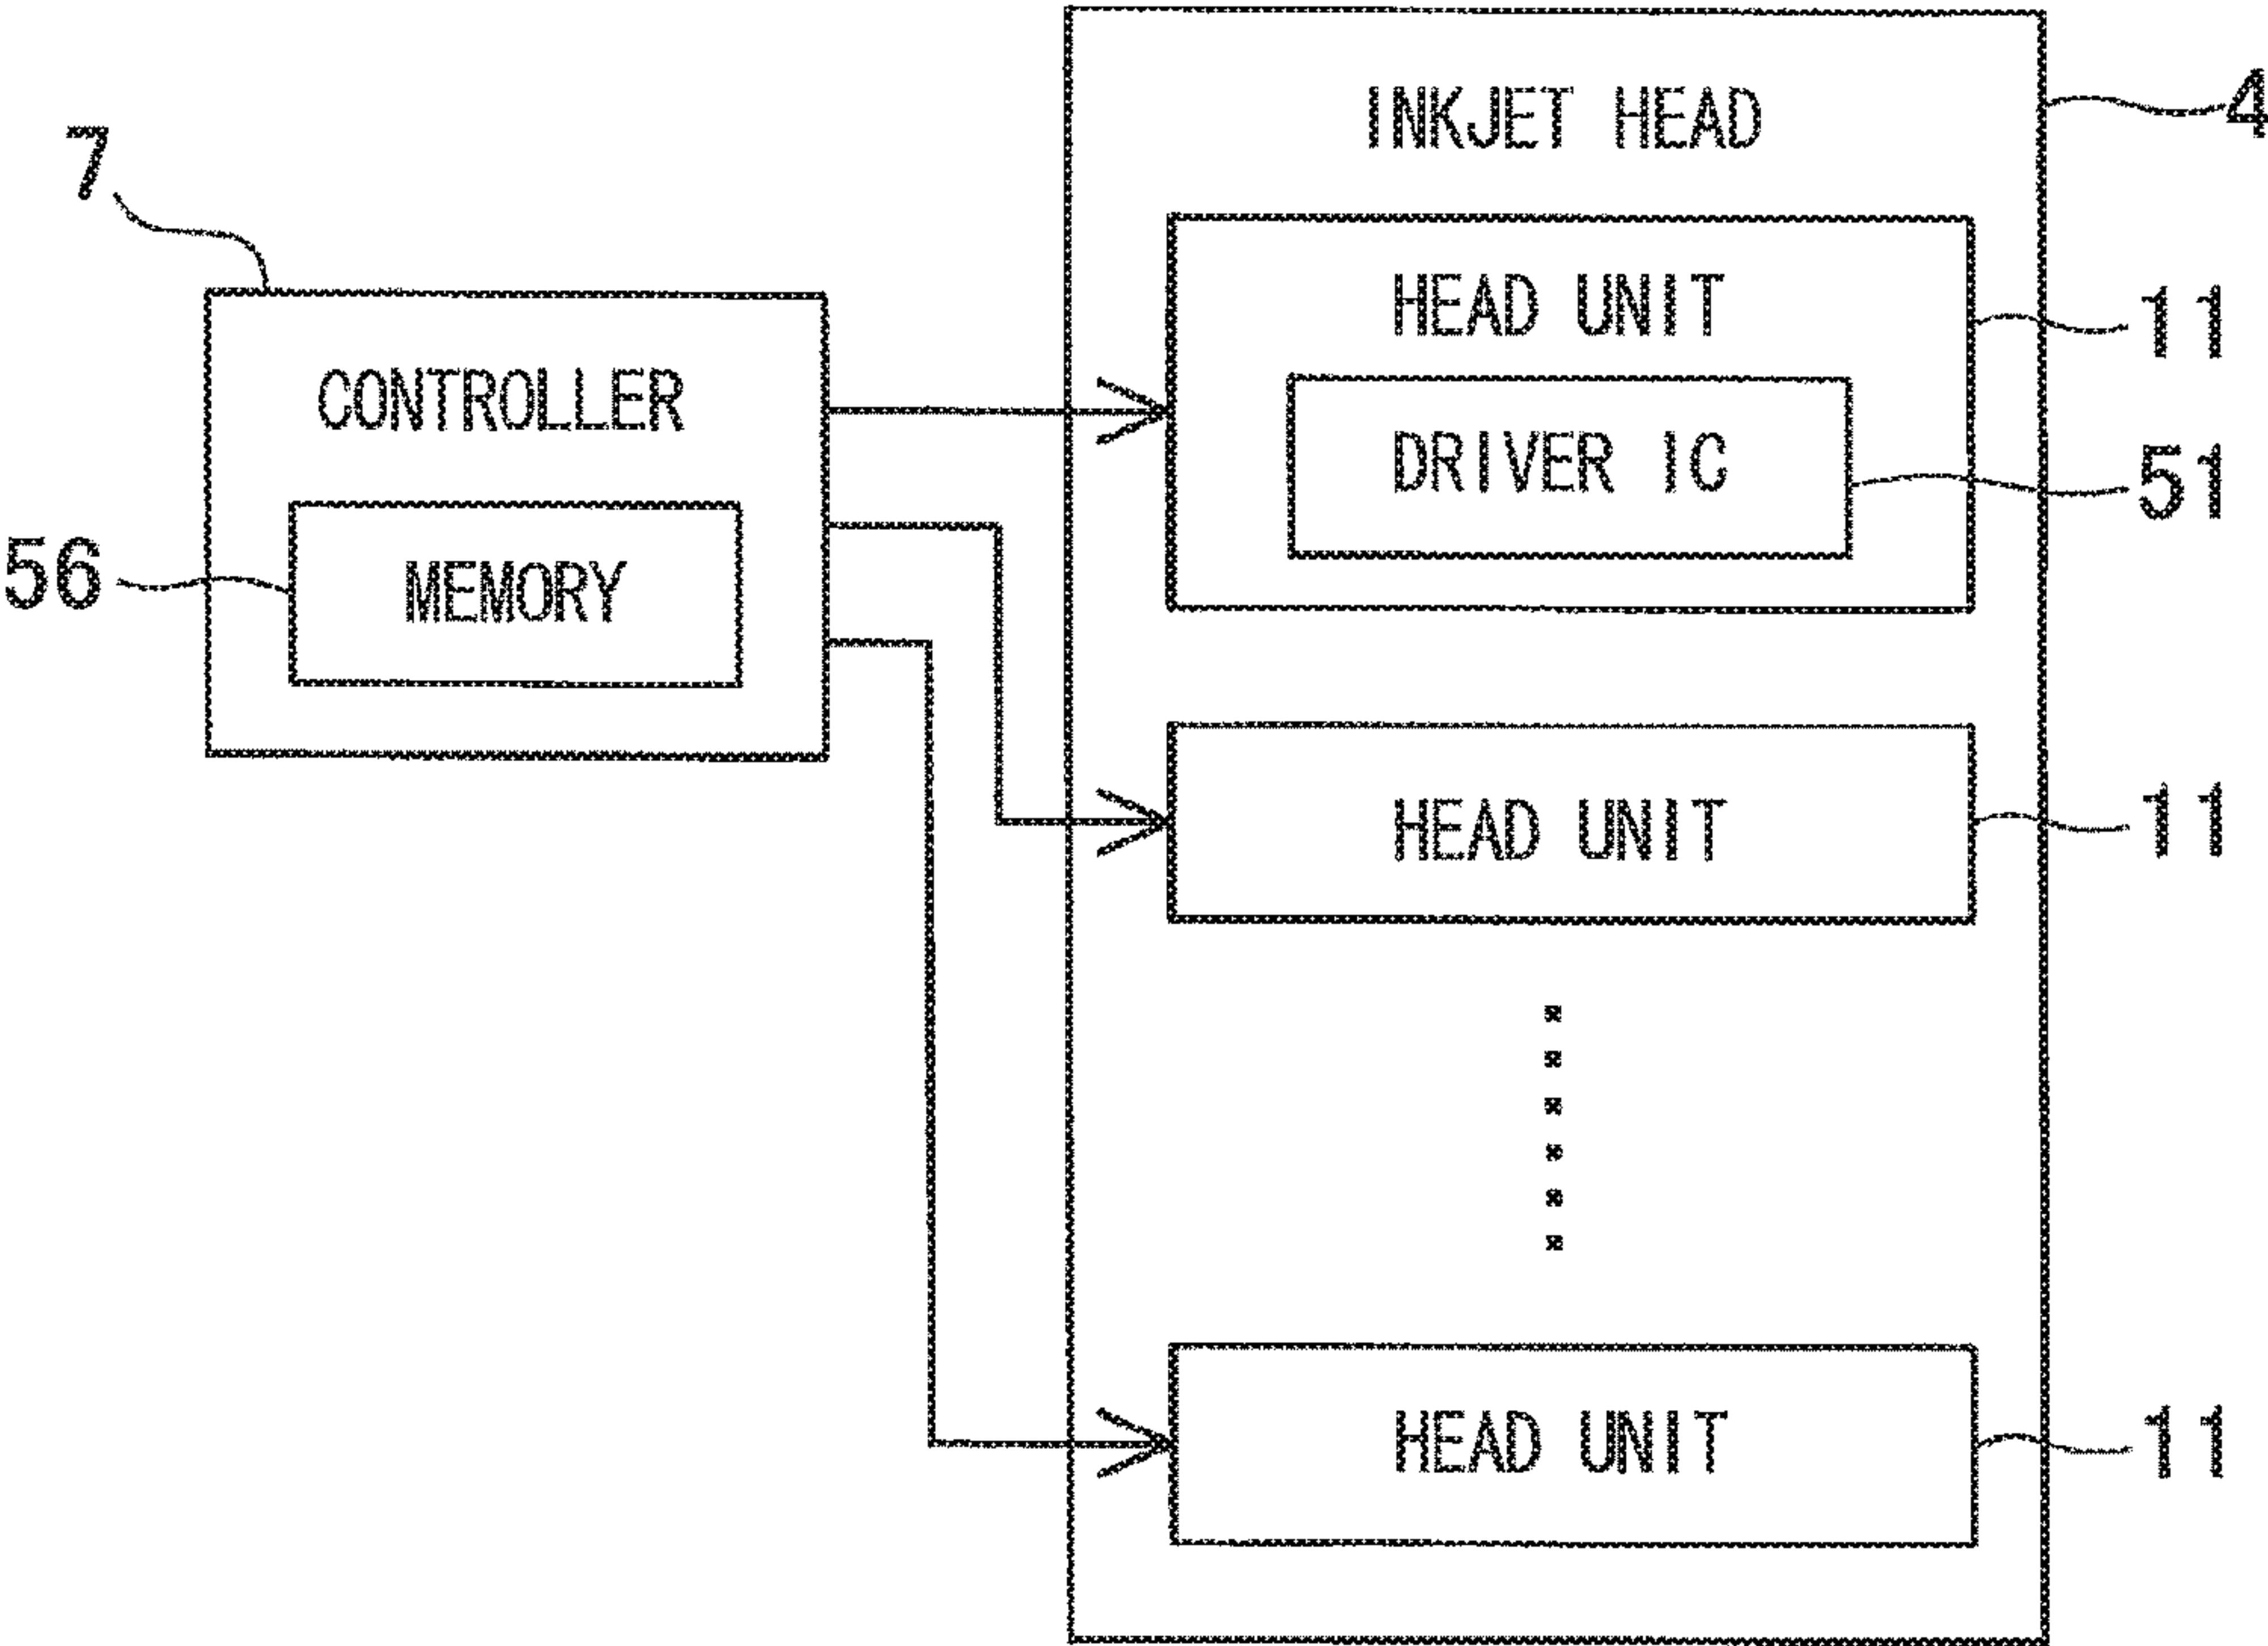 INKJET HEAD
4
7
HEAD UNIT
11
CONTROLLER
DRIVER IC
51
MEMORY
56
HEAD UNIT
11
HEAD UNIT
11